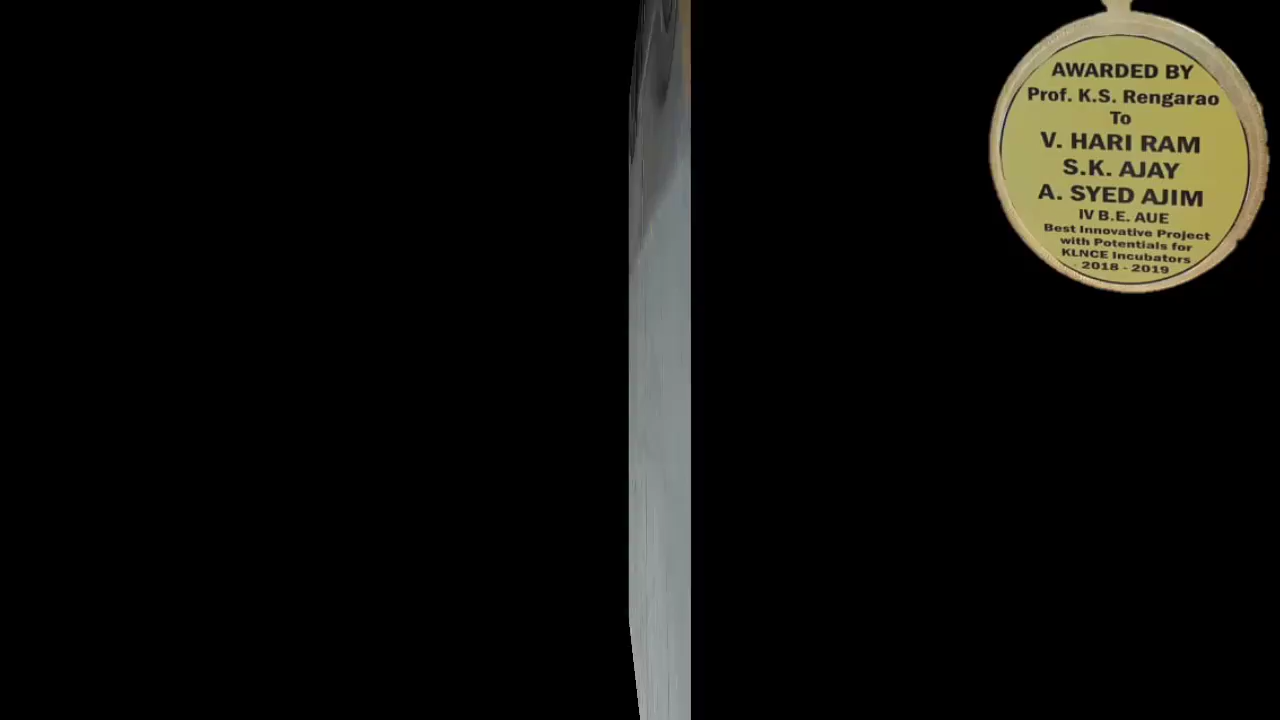 AWARDED BY
Prof. K.S. Rengarao
To
V. HARI RAM
S.K. AJAY
A. SYED AJIM
IV B.E. AUE
Best Innovative Project
with Potentials for
KLNCE Incubators
2018 - 2019